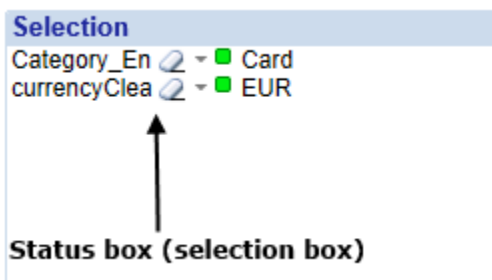 Selection
Category_En Card
currencyClea EUR
Status box (selection box)